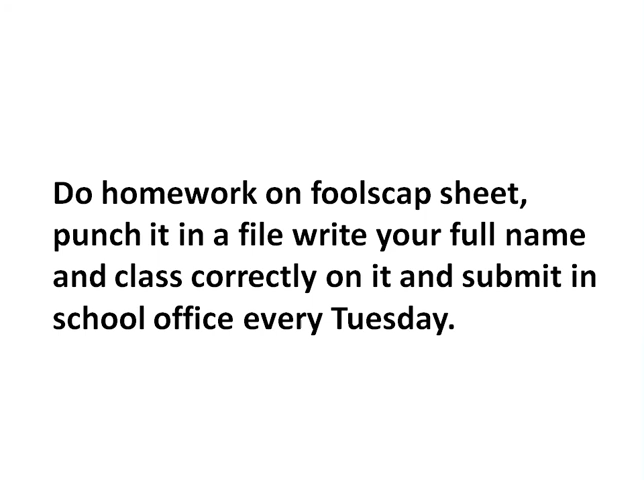 Do homework on foolscap sheet,
punch it in a file write your full name
and class correctly on it and submit in
school office every Tuesday.